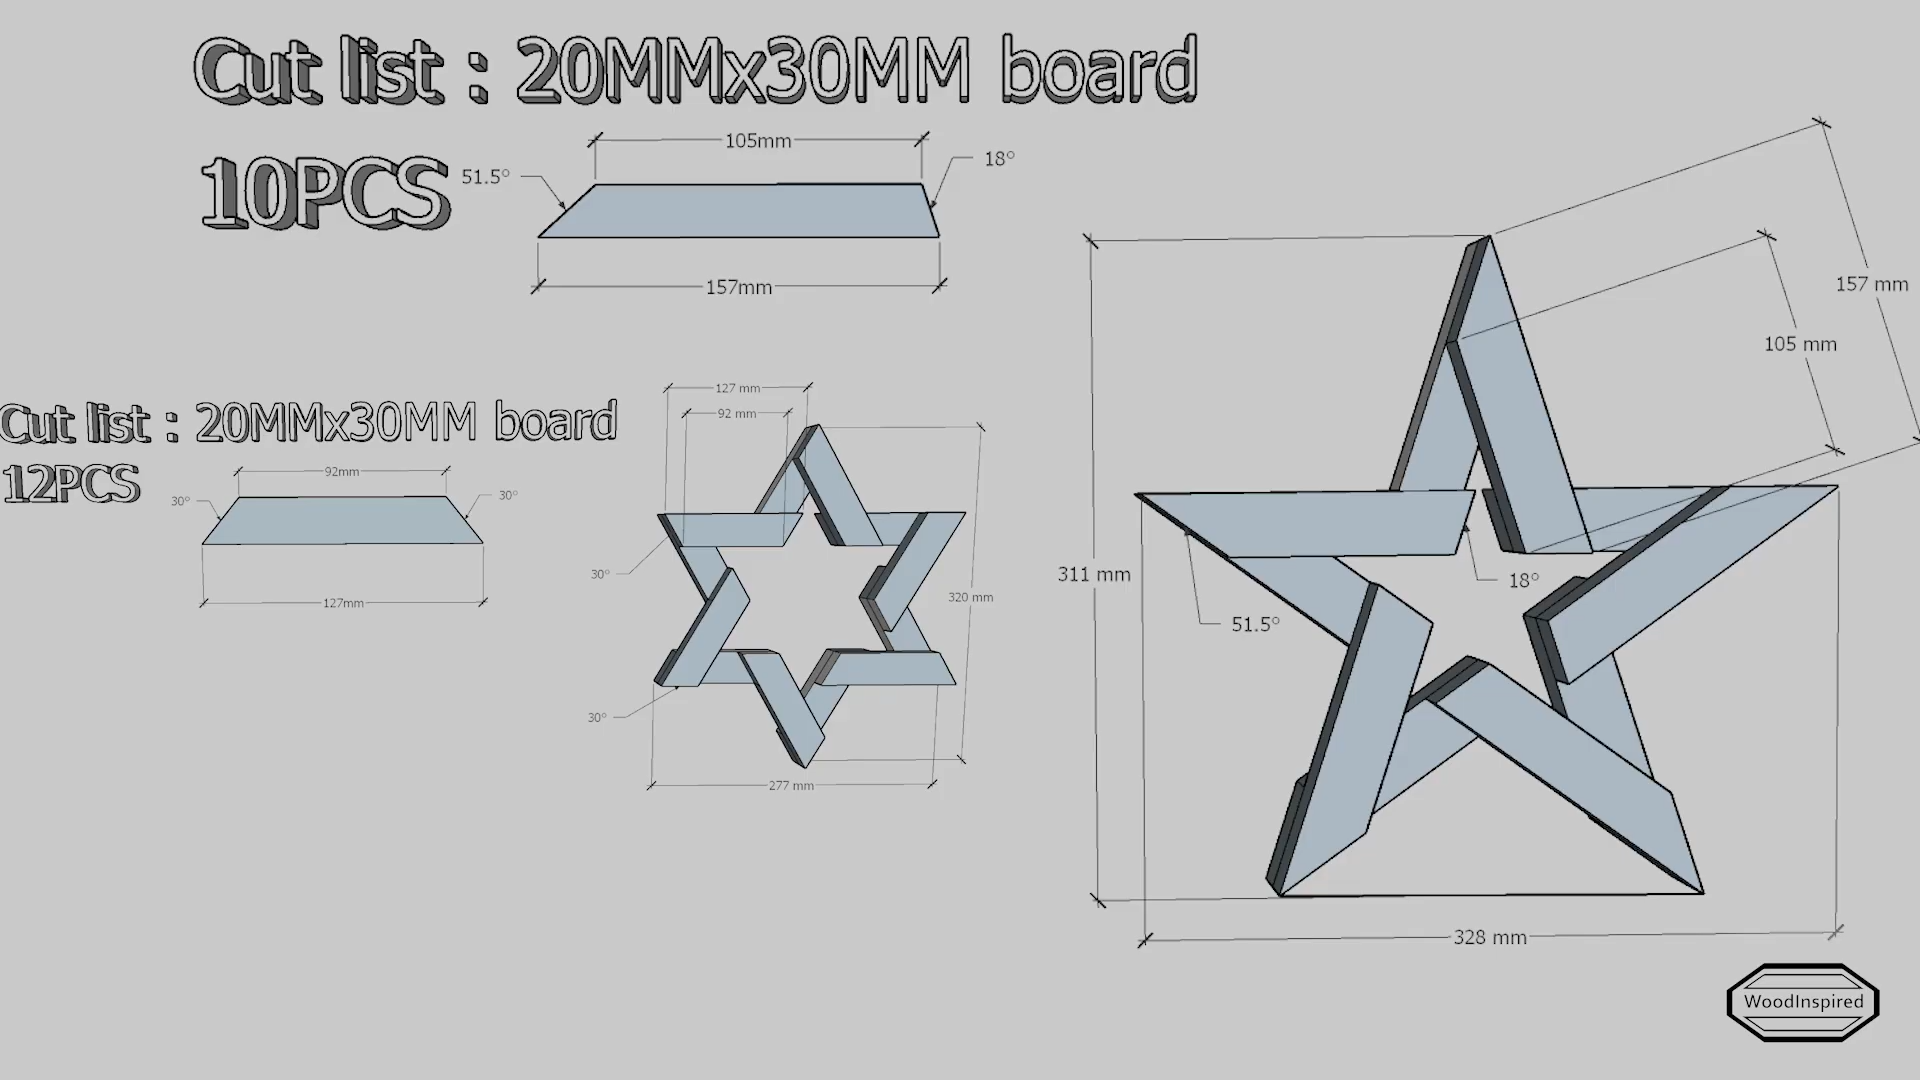 Cut list : 20MMx30MM board
10PCS
105mm
51.5°
18°
157mm
157 mm
105 mm
311 mm
18°
51.5°
328 mm
Cut list : 20MMx30MM board
12PCS
92mm
30°
30°
127mm
127 mm
92 mm
30°
320 mm
30°
277 mm
WoodInspired